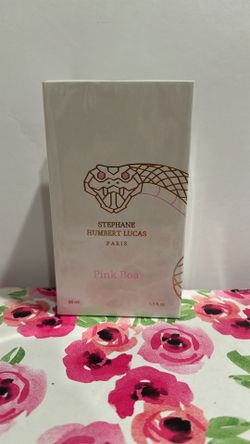 STEPHANE
HUMBERT LUCAS
PARIS
Pink Boa
50 ml 1.7 fl.oz